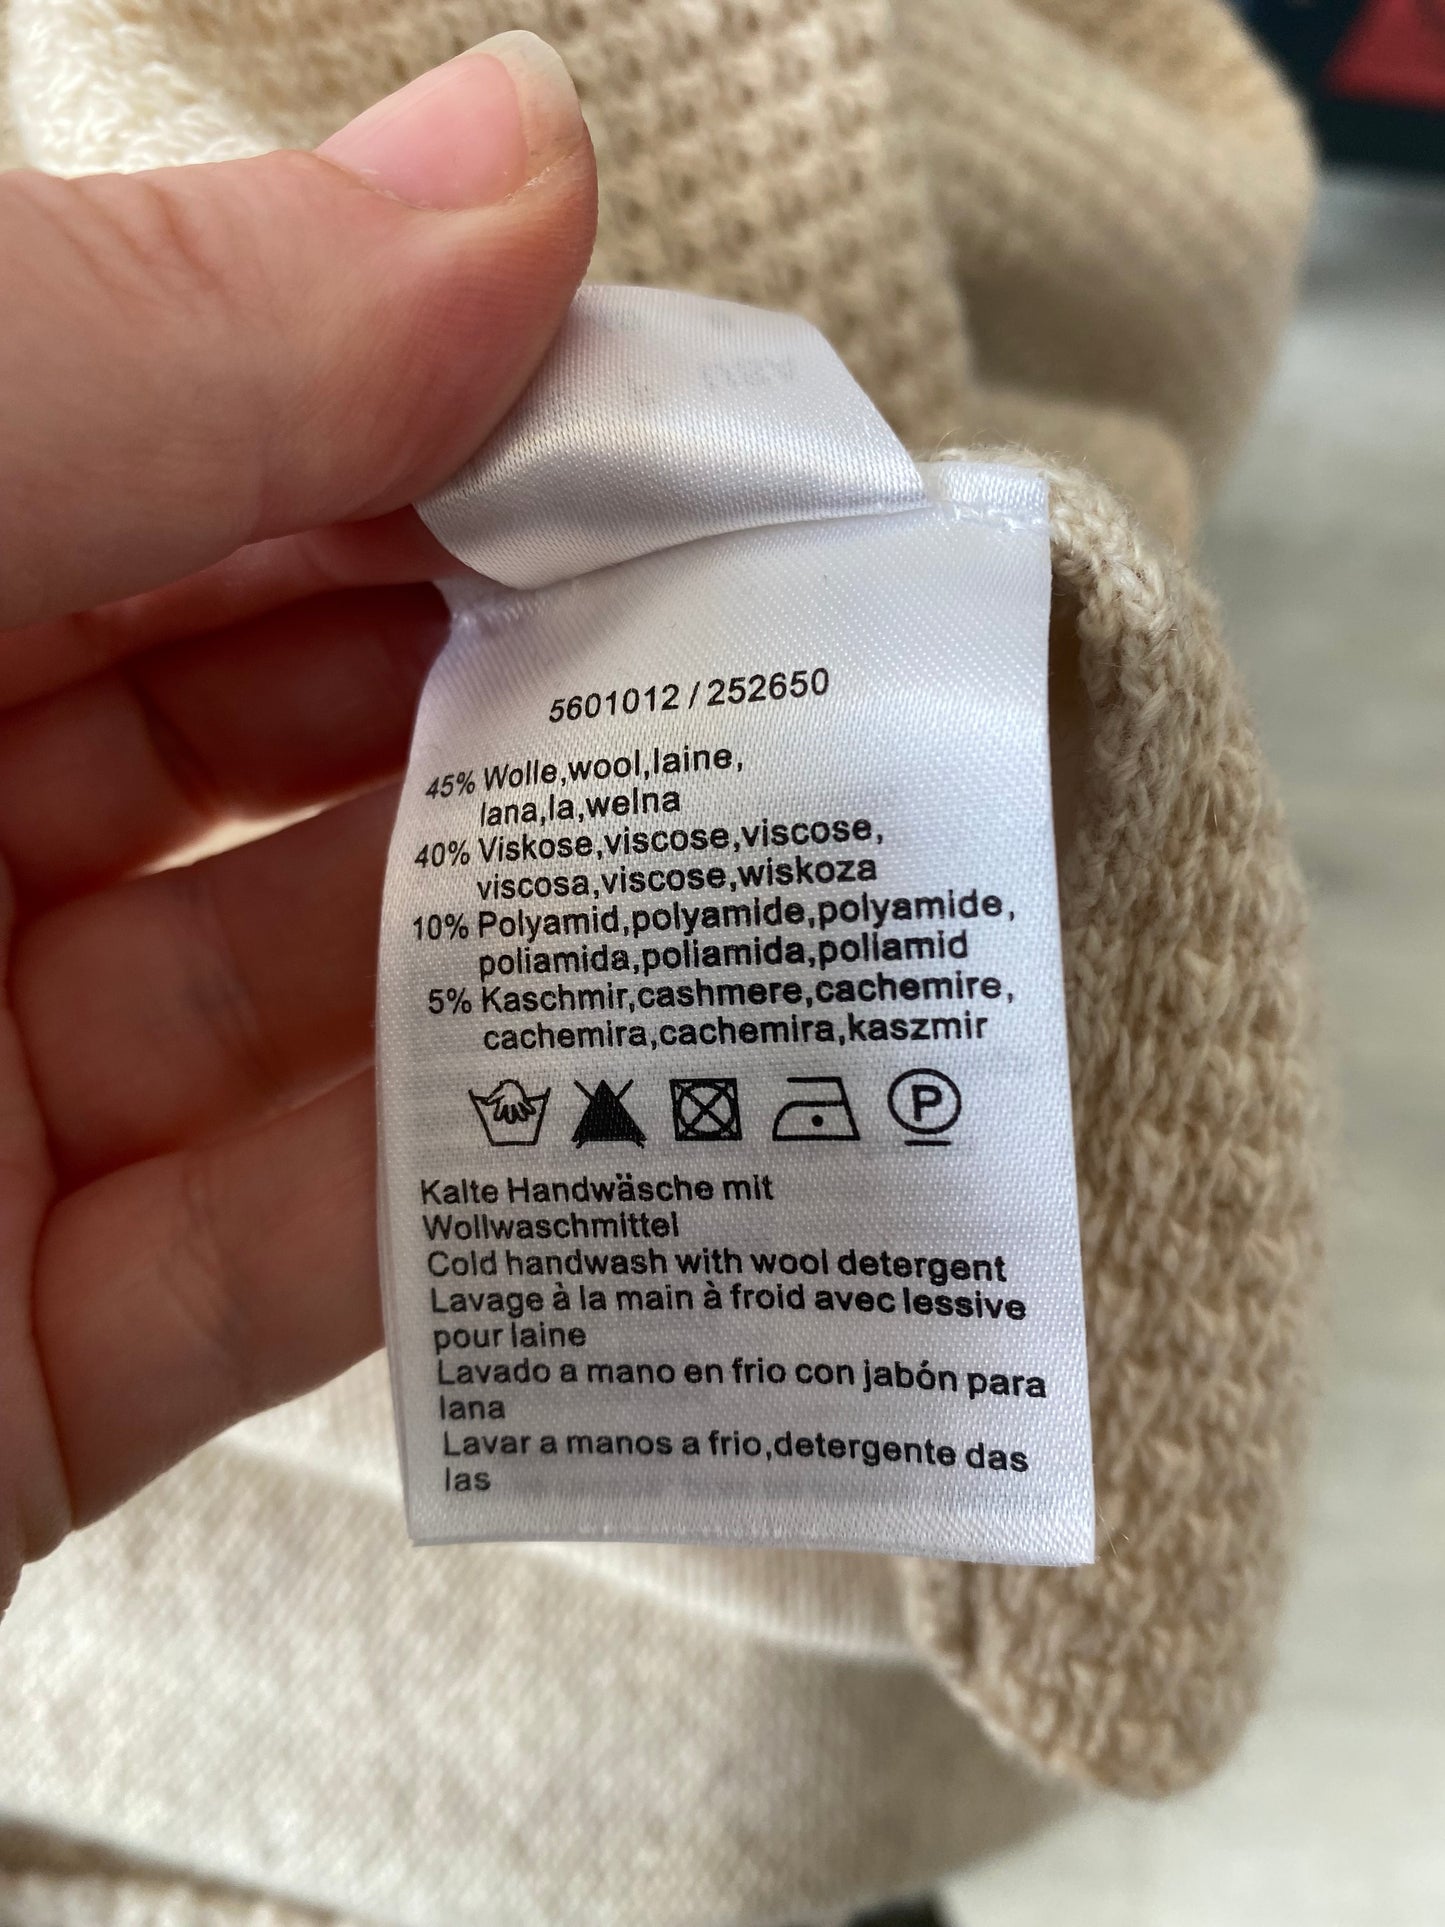 5601012 / 252650
45% Wolle,wool,laine,
lana,la,welna
40% Viskose,viscose,viscose,
viscosa,viscose,wiskoza
10% Polyamid,polyamide,polyamide,
poliamida,poliamida,poliamid
5% Kaschmir,cashmere,cachemire,
cachemira,cachemira,kaszmir
P
Kalte Handwäsche mit
Wollwaschmittel
Cold handwash with wool detergent
Lavage à la main à froid avec lessive
pour laine
Lavado a mano en frio con jabón para
lana
Lavar a manos a frio,detergente das
las